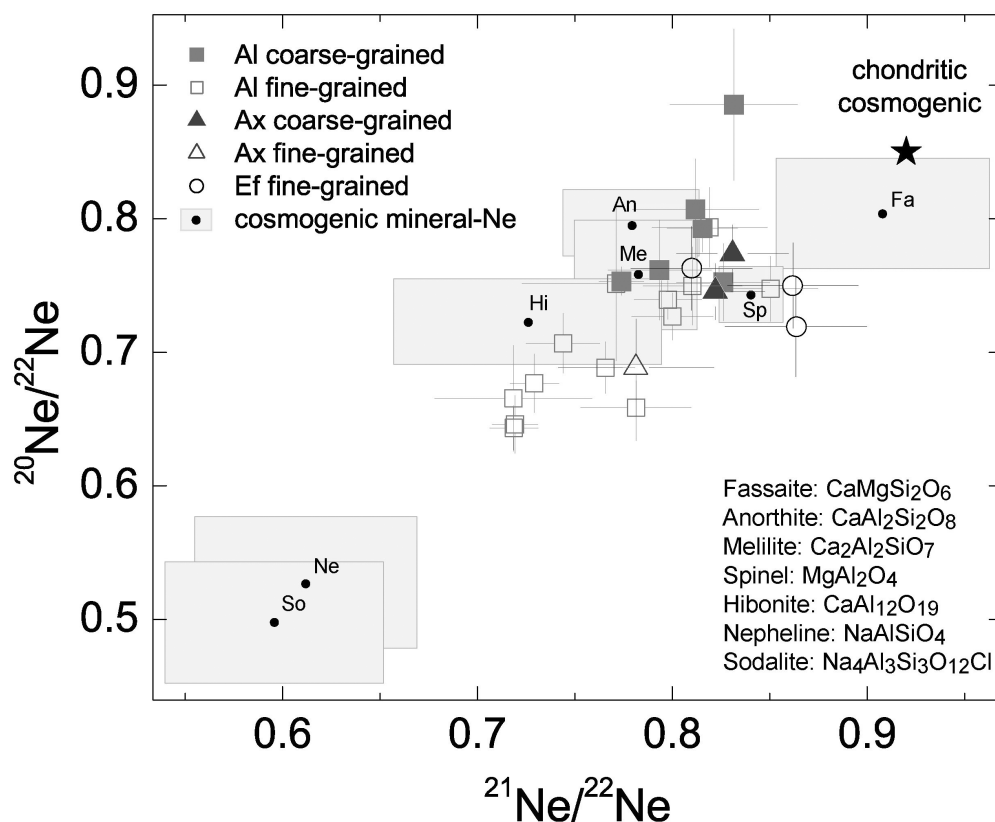 Al coarse-grained
Al fine-grained
Ax coarse-grained
Ax fine-grained
Ef fine-grained
cosmogenic mineral-Ne
chondritic
cosmogenic
An
Fa
Me
Sp
Hi
Ne
So
Fassaite: CaMgSi₂O₆
Anorthite: CaAl₂Si₂O₈
Melilite: Ca₂Al₂SiO₇
Spinel: MgAl₂O₄
Hibonite: CaAl₁₂O₁₉
Nepheline: NaAlSiO₄
Sodalite: Na₄Al₃Si₃O₁₂Cl
0.9
0.8
0.7
0.6
0.5
²⁰Ne/²²Ne
0.6 0.7 0.8 0.9
²¹Ne/²²Ne